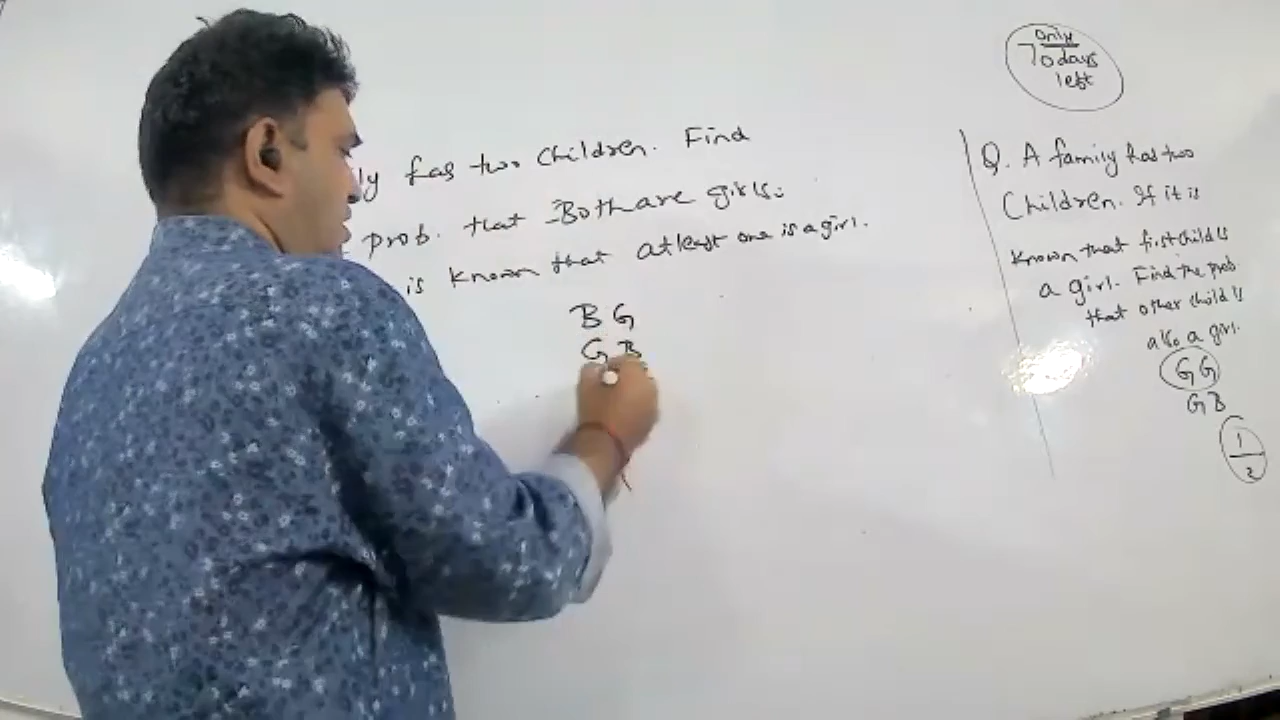 ly has two Children. Find
prob. that Both are girls.
is known that atleast one is a girl.
B G
G B
Only
70 days
left
Q. A family has two
Children. If it is
known that first child is
a girl. Find the prob
that other child is
also a girl.
G G
G B
1
2